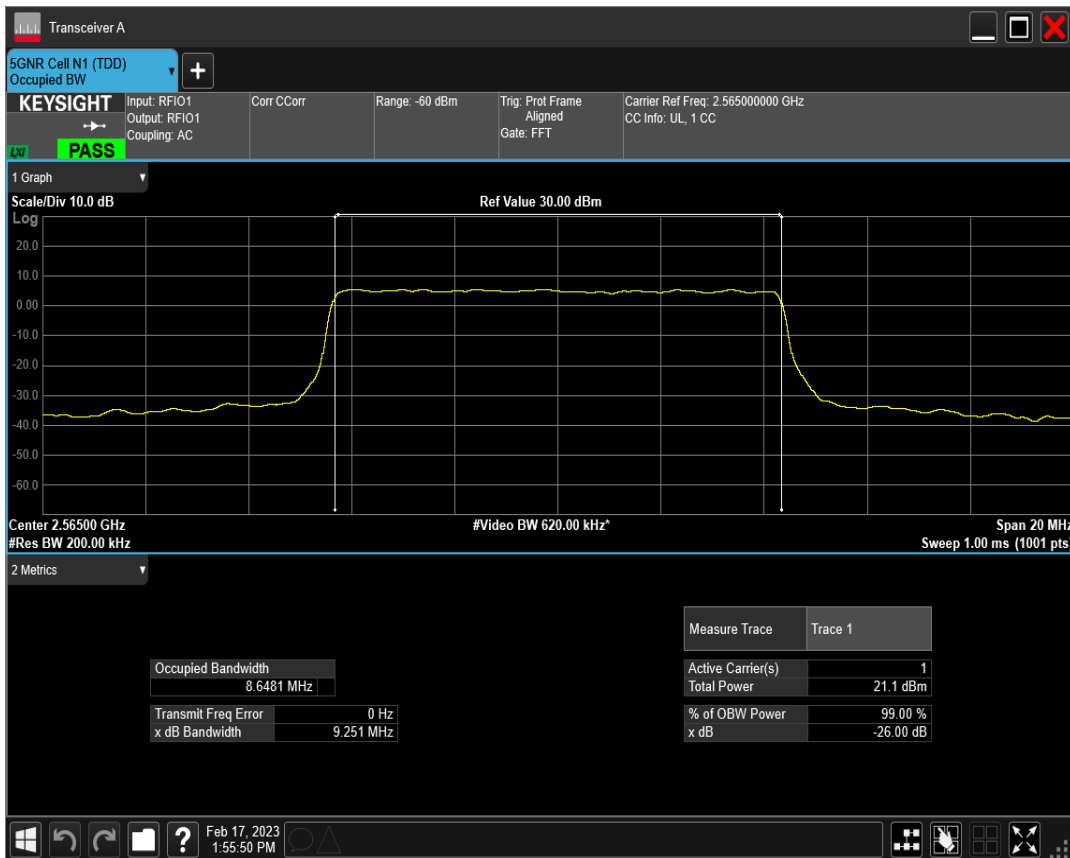 Transceiver A
5GNR Cell N1 (TDD)
Occupied BW
KEYSIGHT
LXI
PASS
Input: RFIO1
Output: RFIO1
Coupling: AC
Corr CCorr
Range: -60 dBm
Trig: Prot Frame
Aligned
Gate: FFT
Carrier Ref Freq: 2.565000000 GHz
CC Info: UL, 1 CC
1 Graph
Scale/Div 10.0 dB
Ref Value 30.00 dBm
Log
20.0
10.0
0.00
-10.0
-20.0
-30.0
-40.0
-50.0
-60.0
Center 2.56500 GHz
#Video BW 620.00 kHz*
Span 20 MHz
#Res BW 200.00 kHz
Sweep 1.00 ms (1001 pts)
2 Metrics
Measure Trace Trace 1
Occupied Bandwidth
8.6481 MHz
Active Carrier(s) 1
Total Power 21.1 dBm
Transmit Freq Error 0 Hz
x dB Bandwidth 9.251 MHz
% of OBW Power 99.00 %
x dB -26.00 dB
?
Feb 17, 2023
1:55:50 PM